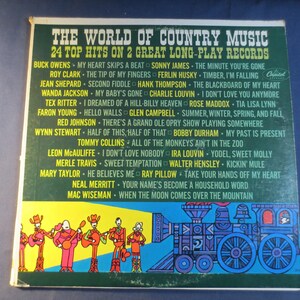 THE WORLD OF COUNTRY MUSIC
24 TOP HITS ON 2 GREAT LONG-PLAY RECORDS
BUCK OWENS - MY HEART SKIPS A BEAT ☆ SONNY JAMES - THE MINUTE YOU'RE GONE
ROY CLARK - THE TIP OF MY FINGERS ☆ FERLIN HUSKY - TIMBER, I'M FALLING
Capitol
JEAN SHEPARD - SECOND FIDDLE ☆ HANK THOMPSON - THE BLACKBOARD OF MY HEART
WANDA JACKSON - MY BABY'S GONE ☆ CHARLIE LOUVIN - I DON'T LOVE YOU ANYMORE
TEX RITTER - I DREAMED OF A HILL-BILLY HEAVEN ☆ ROSE MADDOX - TIA LISA LYNN
FARON YOUNG - HELLO WALLS ☆ GLEN CAMPBELL - SUMMER, WINTER, SPRING, AND FALL
RED JOHNSON - THERE'S A GRAND OLE OPRY SHOW PLAYING SOMEWHERE
WYNN STEWART - HALF OF THIS, HALF OF THAT ☆ BOBBY DURHAM - MY PAST IS PRESENT
TOMMY COLLINS - ALL OF THE MONKEYS AIN'T IN THE ZOO
LEON McAULIFFE - I DON'T LOVE NOBODY ☆ IRA LOUVIN - YODEL, SWEET MOLLY
MERLE TRAVIS - SWEET TEMPTATION ☆ WALTER HENSLEY - KICKIN' MULE
MARY TAYLOR - HE BELIEVES ME ☆ RAY PILLOW - TAKE YOUR HANDS OFF MY HEART
NEAL MERRITT - YOUR NAME'S BECOME A HOUSEHOLD WORD
MAC WISEMAN - WHEN THE MOON COMES OVER THE MOUNTAIN